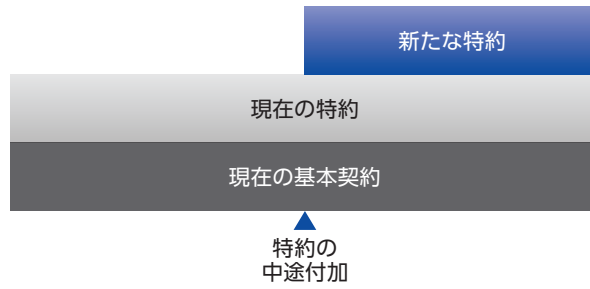 新たな特約
現在の特約
現在の基本契約
特約の
中途付加